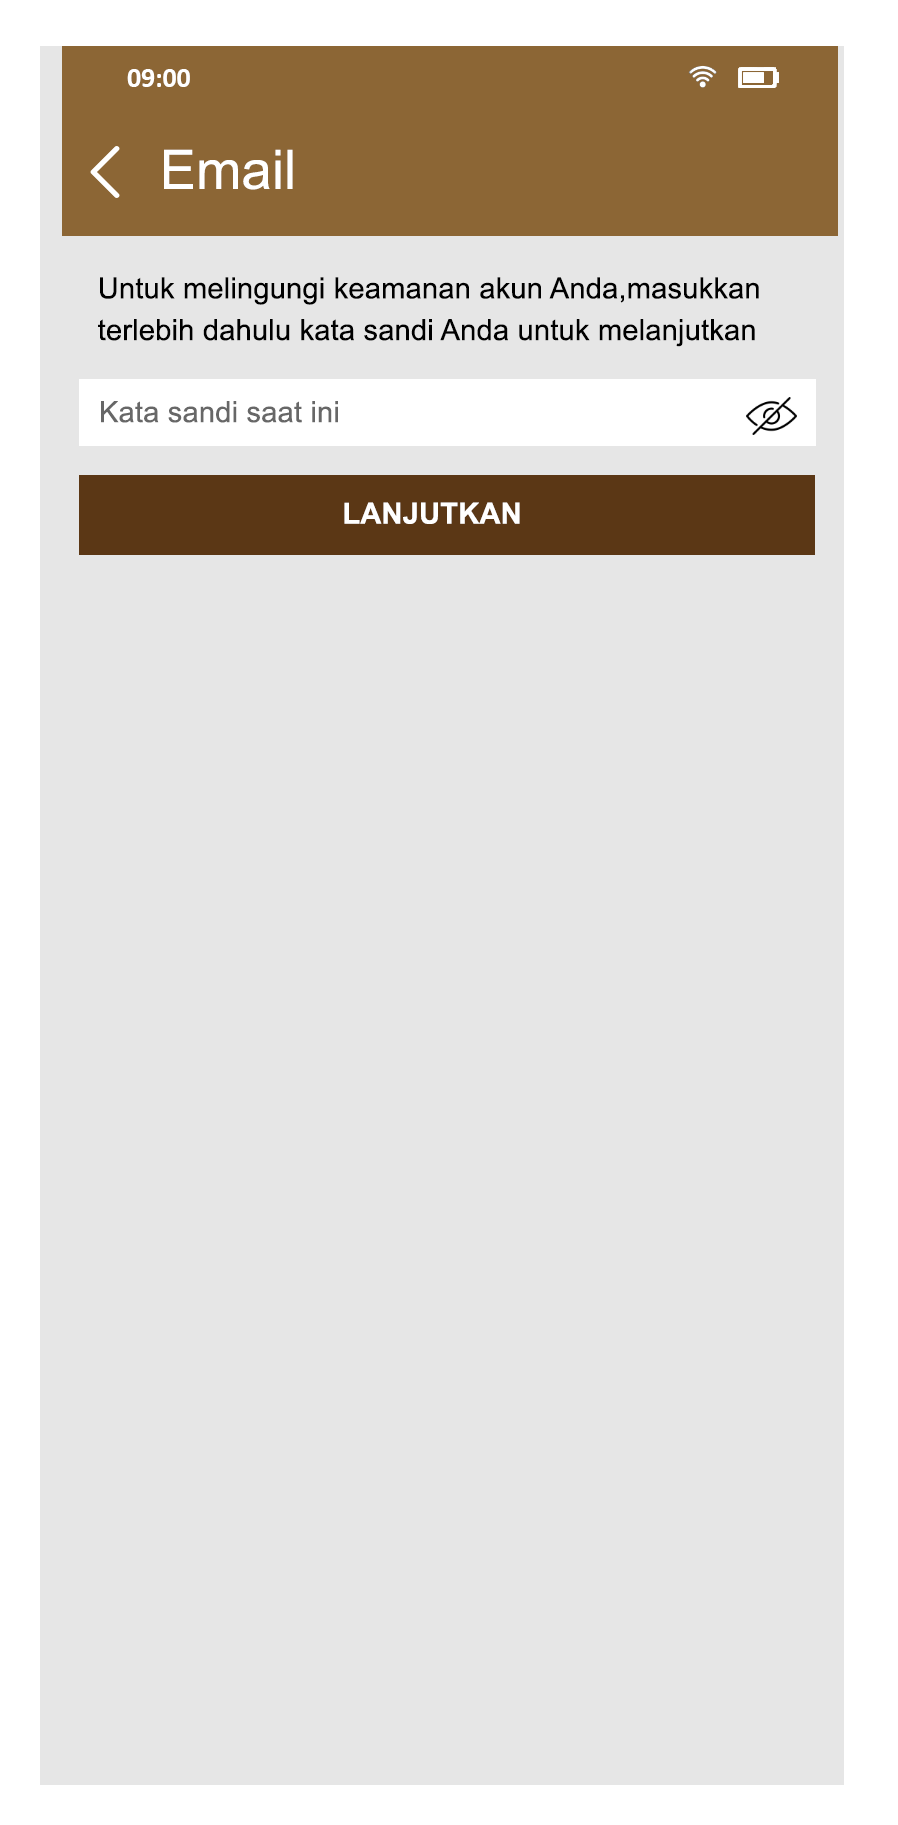 09:00
Email
Untuk melingungi keamanan akun Anda,masukkan
terlebih dahulu kata sandi Anda untuk melanjutkan
Kata sandi saat ini
LANJUTKAN